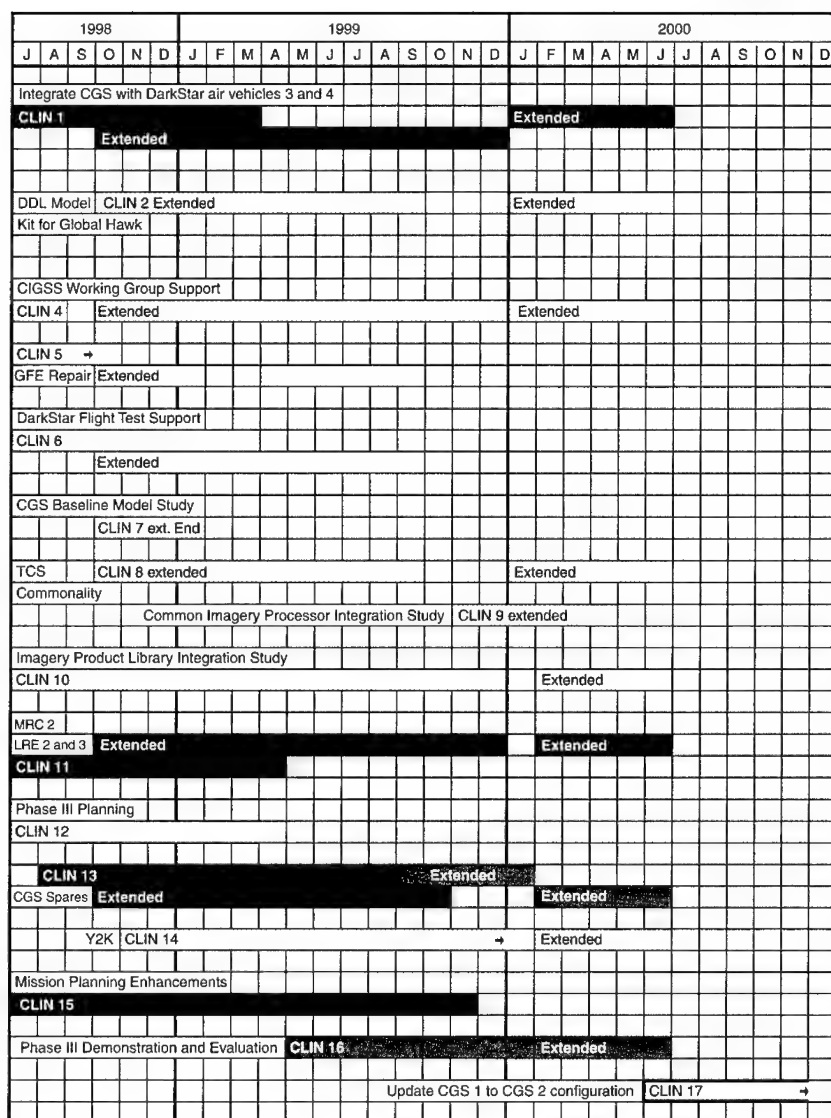 1998 1999 2000
J A S O N D J F M A M J J A S O N D J F M A M J J A S O N D
Integrate CGS with DarkStar air vehicles 3 and 4
CLIN 1 Extended
Extended
DDL Model CLIN 2 Extended Extended
Kit for Global Hawk
CIGSS Working Group Support
CLIN 4 Extended Extended
CLIN 5 →
GFE Repair Extended
DarkStar Flight Test Support
CLIN 6
Extended
CGS Baseline Model Study
CLIN 7 ext. End
TCS CLIN 8 extended Extended
Commonality
Common Imagery Processor Integration Study CLIN 9 extended
Imagery Product Library Integration Study
CLIN 10 Extended
MRC 2
LRE 2 and 3 Extended Extended
CLIN 11
Phase III Planning
CLIN 12
CLIN 13 Extended
CGS Spares Extended Extended
Y2K CLIN 14 → Extended
Mission Planning Enhancements
CLIN 15
Phase III Demonstration and Evaluation CLIN 16 Extended
Update CGS 1 to CGS 2 configuration CLIN 17 →